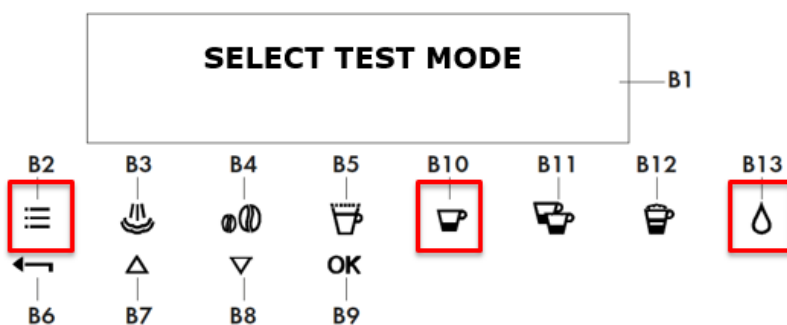 SELECT TEST MODE
B1
B2 B3 B4 B5 B10 B11 B12 B13
OK
B6 B7 B8 B9